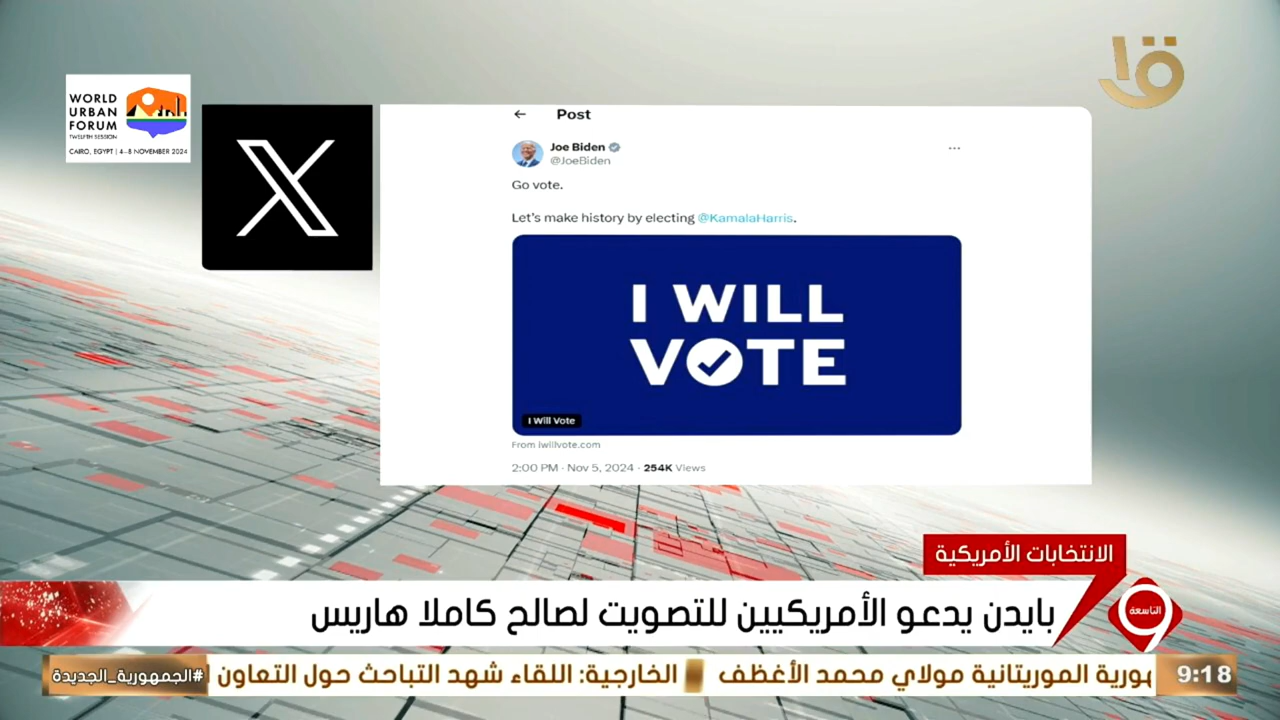 WORLD
URBAN
FORUM
TWELFTH SESSION
CAIRO, EGYPT | 4-8 NOVEMBER 2024
Post
Joe Biden
@JoeBiden
Go vote.
Let's make history by electing @KamalaHarris.
I WILL
VOTE
I Will Vote
From iwillvote.com
2:00 PM · Nov 5, 2024 · 254K Views
الانتخابات الأمريكية
بايدن يدعو الأمريكيين للتصويت لصالح كاملا هاريس
التاسعة
9
مولاي محمد الأغظف الموريتانية
الخارجية: اللقاء شهد التباحث حول التعاون
#الجمهورية_الجديدة
9:18